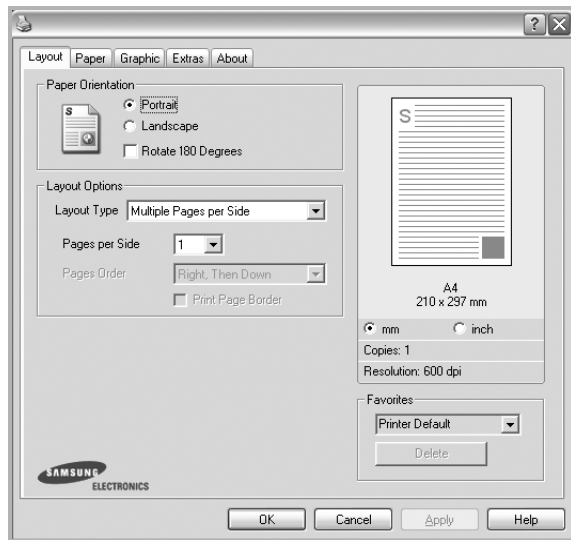 Layout Paper Graphic Extras About
Paper Orientation
S
Portrait
Landscape
Rotate 180 Degrees
Layout Options
Layout Type Multiple Pages per Side
Pages per Side 1
Pages Order Right, Then Down
Print Page Border
SAMSUNG
ELECTRONICS
S
A4
210 x 297 mm
mm inch
Copies: 1
Resolution: 600 dpi
Favorites
Printer Default
Delete
OK Cancel Apply Help